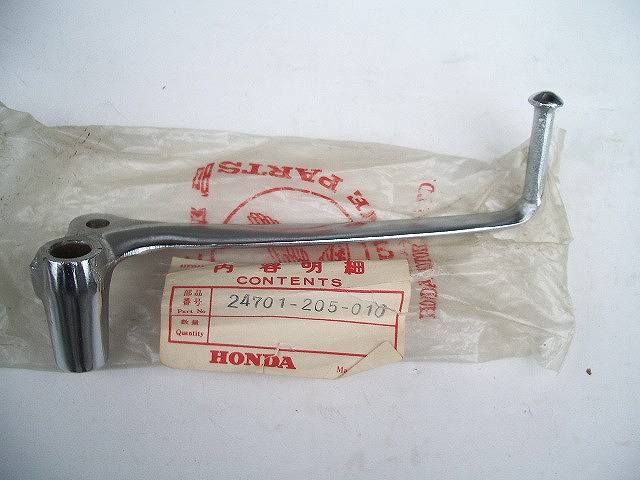 PARTS
内容明細
CONTENTS
部品
番号
Part No
24701-205-010
数量
Quantity
HONDA
Ma